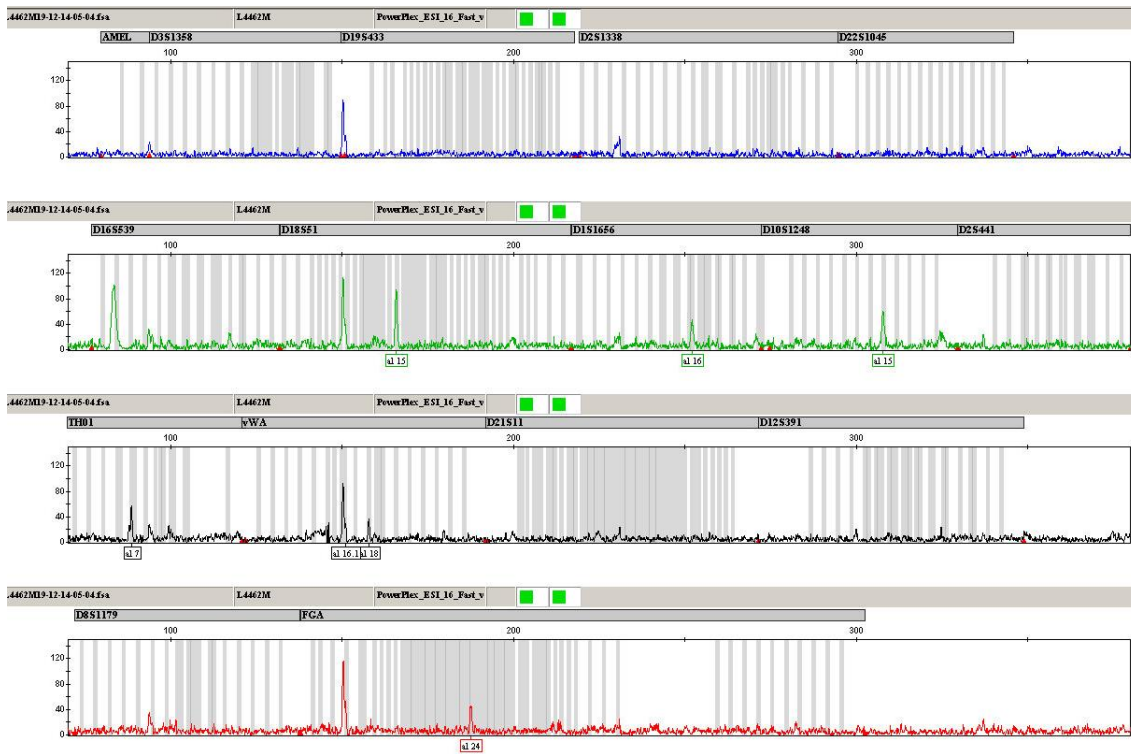 L4462M19-12-14-05-04.fsa L4462M PowerPlex_ESI_16_Fast_v
AMEL D3S1358 D19S433 D2S1338 D22S1045
100 200 300
120
80
40
0
L4462M19-12-14-05-04.fsa L4462M PowerPlex_ESI_16_Fast_v
D16S539 D18S51 D1S1656 D10S1248 D2S441
100 200 300
120
80
40
0
al 15 al 16 al 15
L4462M19-12-14-05-04.fsa L4462M PowerPlex_ESI_16_Fast_v
TH01 vWA D21S11 D12S391
100 200 300
120
80
40
0
al 7 al 16.1 al 18
L4462M19-12-14-05-04.fsa L4462M PowerPlex_ESI_16_Fast_v
D8S1179 FGA
100 200 300
120
80
40
0
al 24